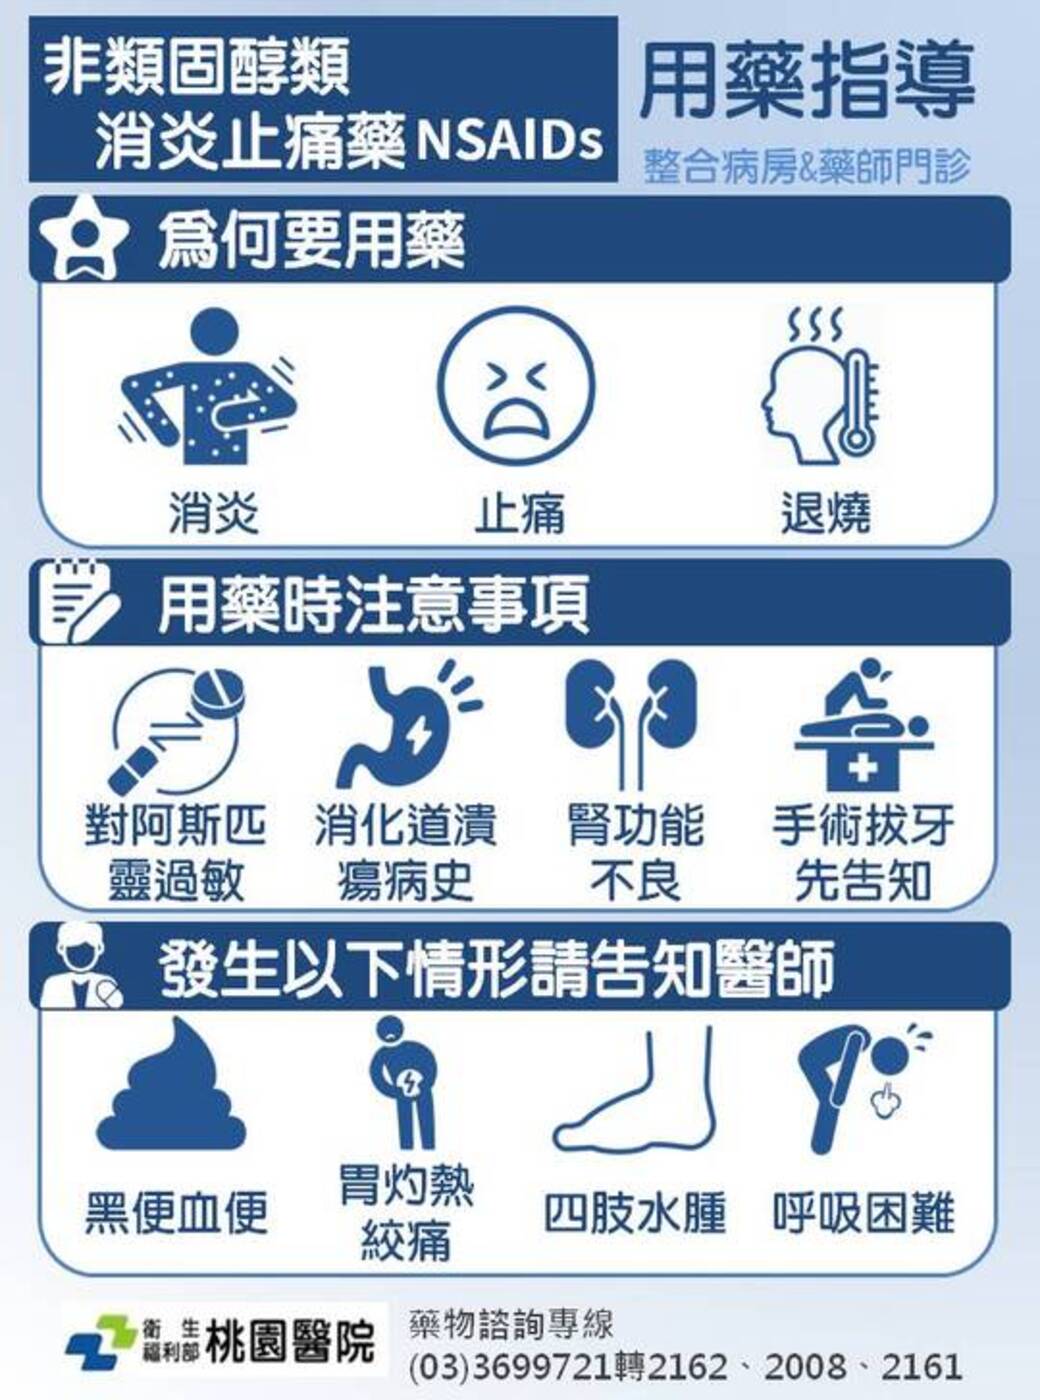 非類固醇類
消炎止痛藥NSAIDs
用藥指導
整合病房&藥師門診
為何要用藥
消炎
止痛
退燒
用藥時注意事項
對阿斯匹
靈過敏
消化道潰
瘍病史
腎功能
不良
手術拔牙
先告知
發生以下情形請告知醫師
黑便血便
胃灼熱
絞痛
四肢水腫
呼吸困難
衛生
福利部
桃園醫院
藥物諮詢專線
(03)3699721轉2162、2008、2161